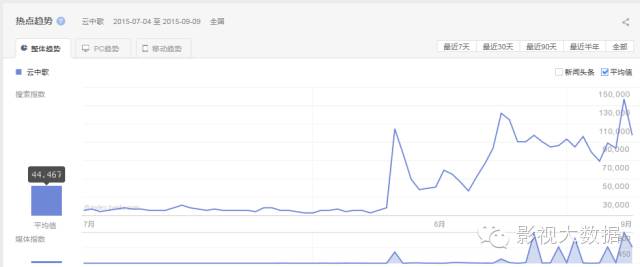 热点趋势 ? 云中歌 2015-07-04 至 2015-09-09 全国
整体趋势 PC趋势 移动趋势 最近7天 最近30天 最近90天 最近半年 全部
云中歌 新闻头条 平均值
搜索指数
150,000
130,000
110,000
90,000
70,000
50,000
30,000
44,467
平均值
7月 8月 9月
媒体指数
影视大数据
450